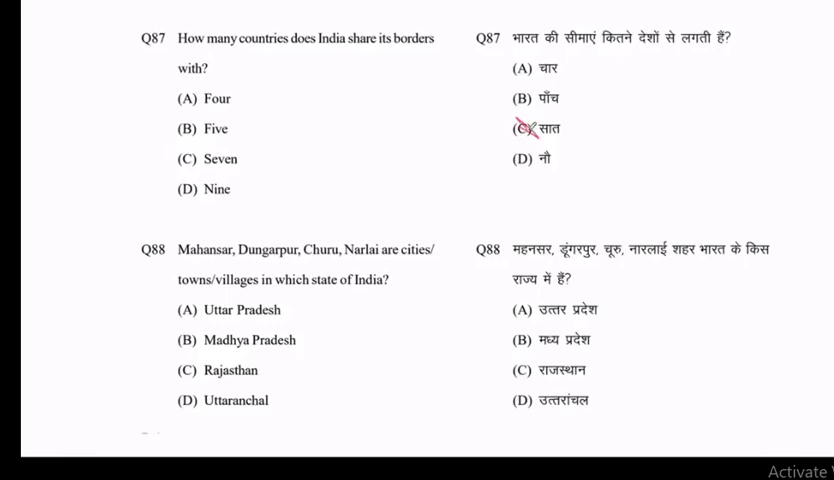 Q87 How many countries does India share its borders
with?
(A) Four
(B) Five
(C) Seven
(D) Nine
Q88 Mahansar, Dungarpur, Churu, Narlai are cities/
towns/villages in which state of India?
(A) Uttar Pradesh
(B) Madhya Pradesh
(C) Rajasthan
(D) Uttaranchal
Q87 भारत की सीमाएं कितने देशों से लगती हैं?
(A) चार
(B) पाँच
(C) सात
(D) नौ
Q88 महनसर, डूंगरपुर, चूरु, नारलाई शहर भारत के किस
राज्य में हैं?
(A) उत्तर प्रदेश
(B) मध्य प्रदेश
(C) राजस्थान
(D) उत्तरांचल
Activate